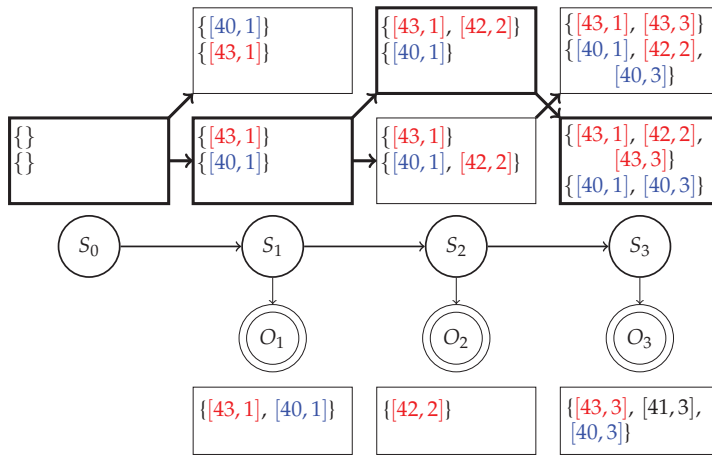 {[40, 1]}
{[43, 1]}
{[43, 1], [42, 2]}
{[40, 1]}
{[43, 1], [43, 3]}
{[40, 1], [42, 2],
[40, 3]}
{}
{}
{[43, 1]}
{[40, 1]}
{[43, 1]}
{[40, 1], [42, 2]}
{[43, 1], [42, 2],
[43, 3]}
{[40, 1], [40, 3]}
S0
S1
S2
S3
O1
O2
O3
{[43, 1], [40, 1]}
{[42, 2]}
{[43, 3], [41, 3],
[40, 3]}